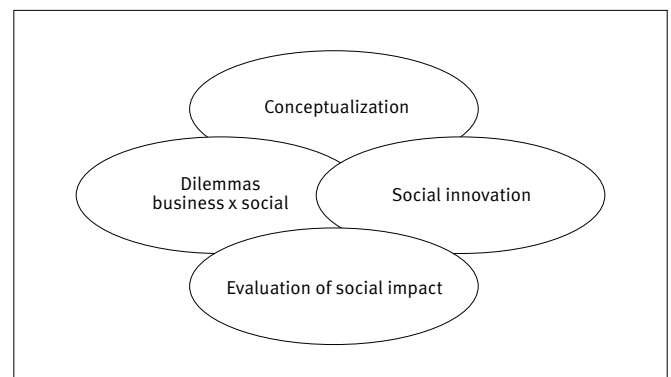 Conceptualization
Dilemmas
business x social
Social innovation
Evaluation of social impact